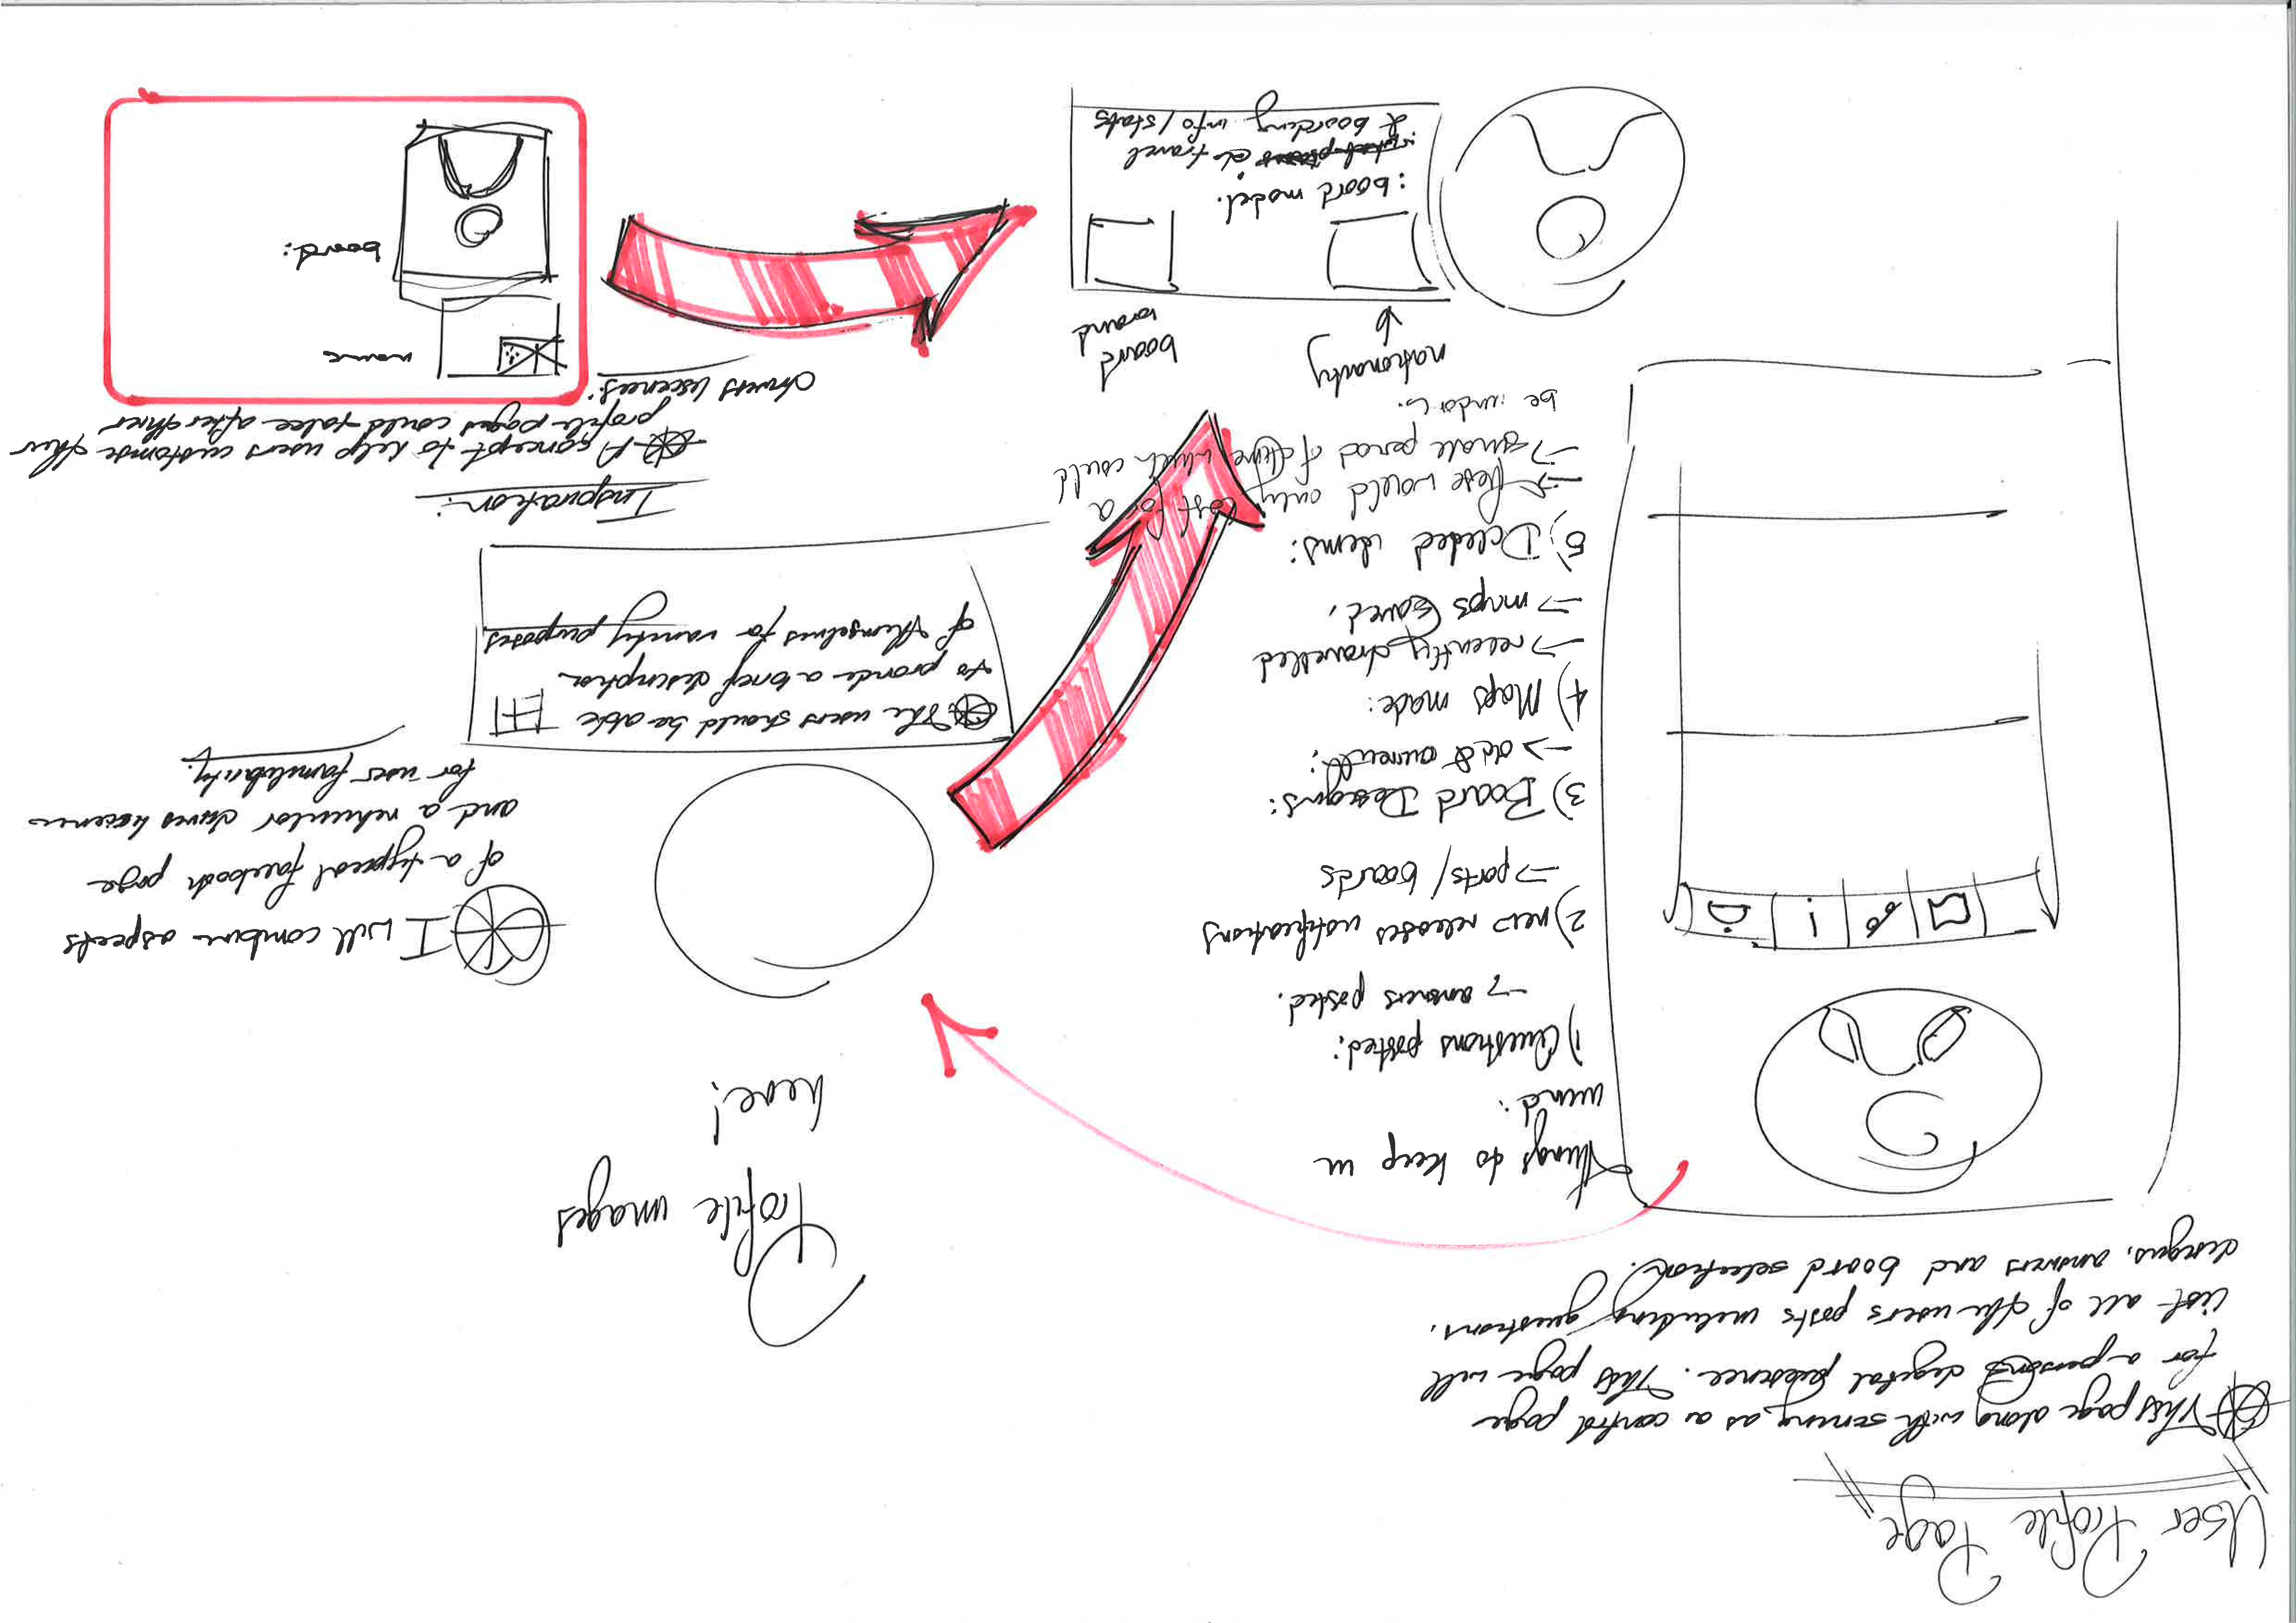 User Profile Page
This page along with serving as a control page
for a persons digital presence. This page will
list all of the users posts including questions,
designs, answers and board selection.
Things to keep in
mind:
1) Questions posted:
→ answers posted.
2) new releases notifications
→ parts/ boards
3) Board Designs:
→ old & current:
4) Maps made:
→ recently travelled
→ maps saved.
5) Deleted items:
→ these would only last for a
→ small period of time which could
be undone.
Profile images
here!
I will combine aspects
of a typical facebook page
and a drivers liscence
for user familularity.
The users should be able
to provide a brief description
of themselves for vanity purposes.
Inspiration:
A concept to help users customise their
profile pages could take after thier
drivers liscences:
name
board:
nationality
board
brand
: board model.
travel
& boarding info / stats